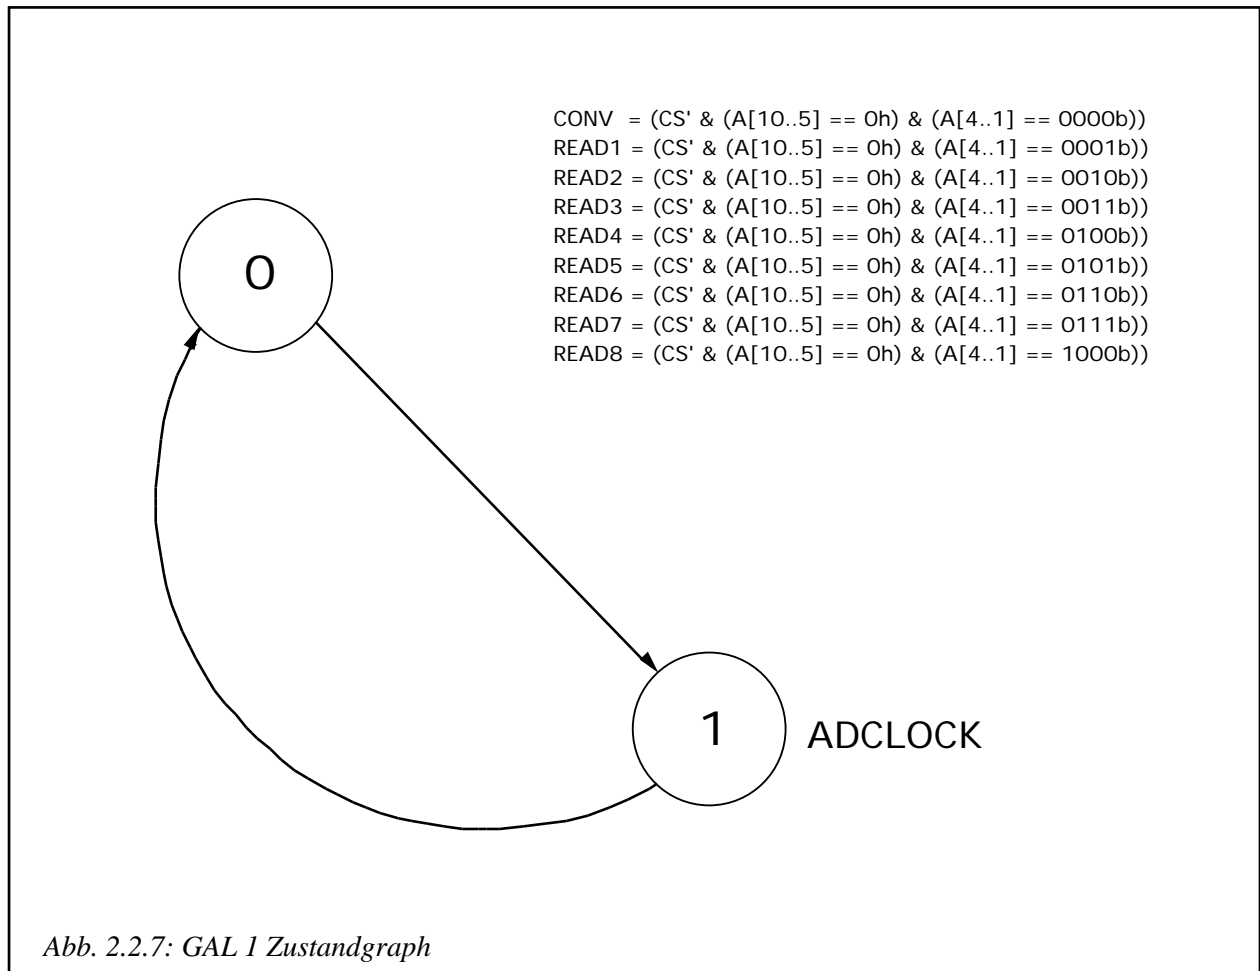 CONV = (CS' & (A[10..5] == 0h) & (A[4..1] == 0000b))
READ1 = (CS' & (A[10..5] == 0h) & (A[4..1] == 0001b))
READ2 = (CS' & (A[10..5] == 0h) & (A[4..1] == 0010b))
READ3 = (CS' & (A[10..5] == 0h) & (A[4..1] == 0011b))
READ4 = (CS' & (A[10..5] == 0h) & (A[4..1] == 0100b))
READ5 = (CS' & (A[10..5] == 0h) & (A[4..1] == 0101b))
READ6 = (CS' & (A[10..5] == 0h) & (A[4..1] == 0110b))
READ7 = (CS' & (A[10..5] == 0h) & (A[4..1] == 0111b))
READ8 = (CS' & (A[10..5] == 0h) & (A[4..1] == 1000b))
0
1 ADCLOCK
Abb. 2.2.7: GAL 1 Zustandgraph